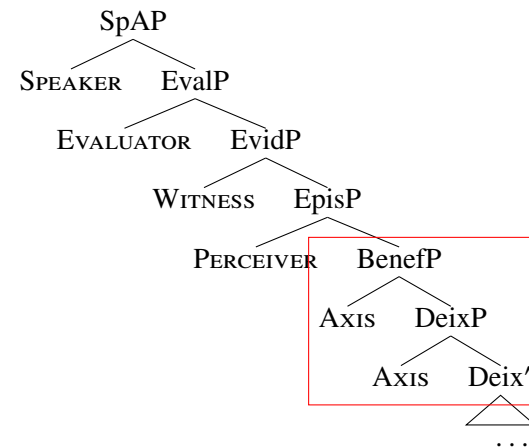 SpAP
SPEAKER EvalP
EVALUATOR EvidP
WITNESS EpisP
PERCEIVER BenefP
AXIS DeixP
AXIS Deix′
...